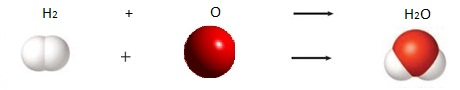 H2 + O → H2O
+ →